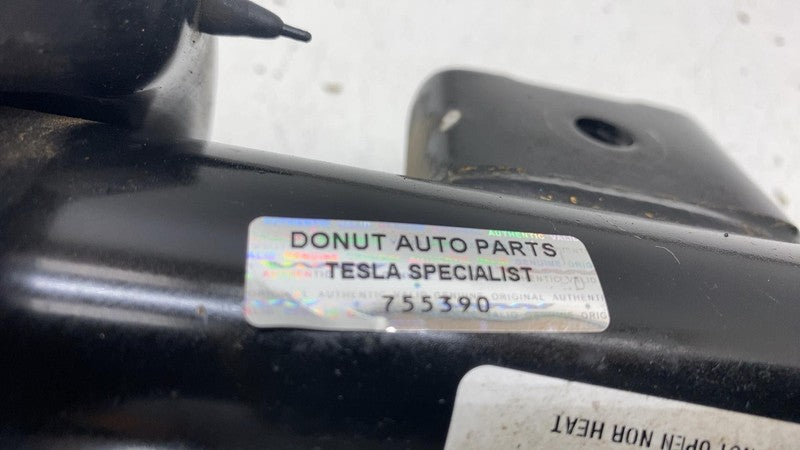 DONUT AUTO PARTS
TESLA SPECIALIST
755390
OPEN NOR HEAT